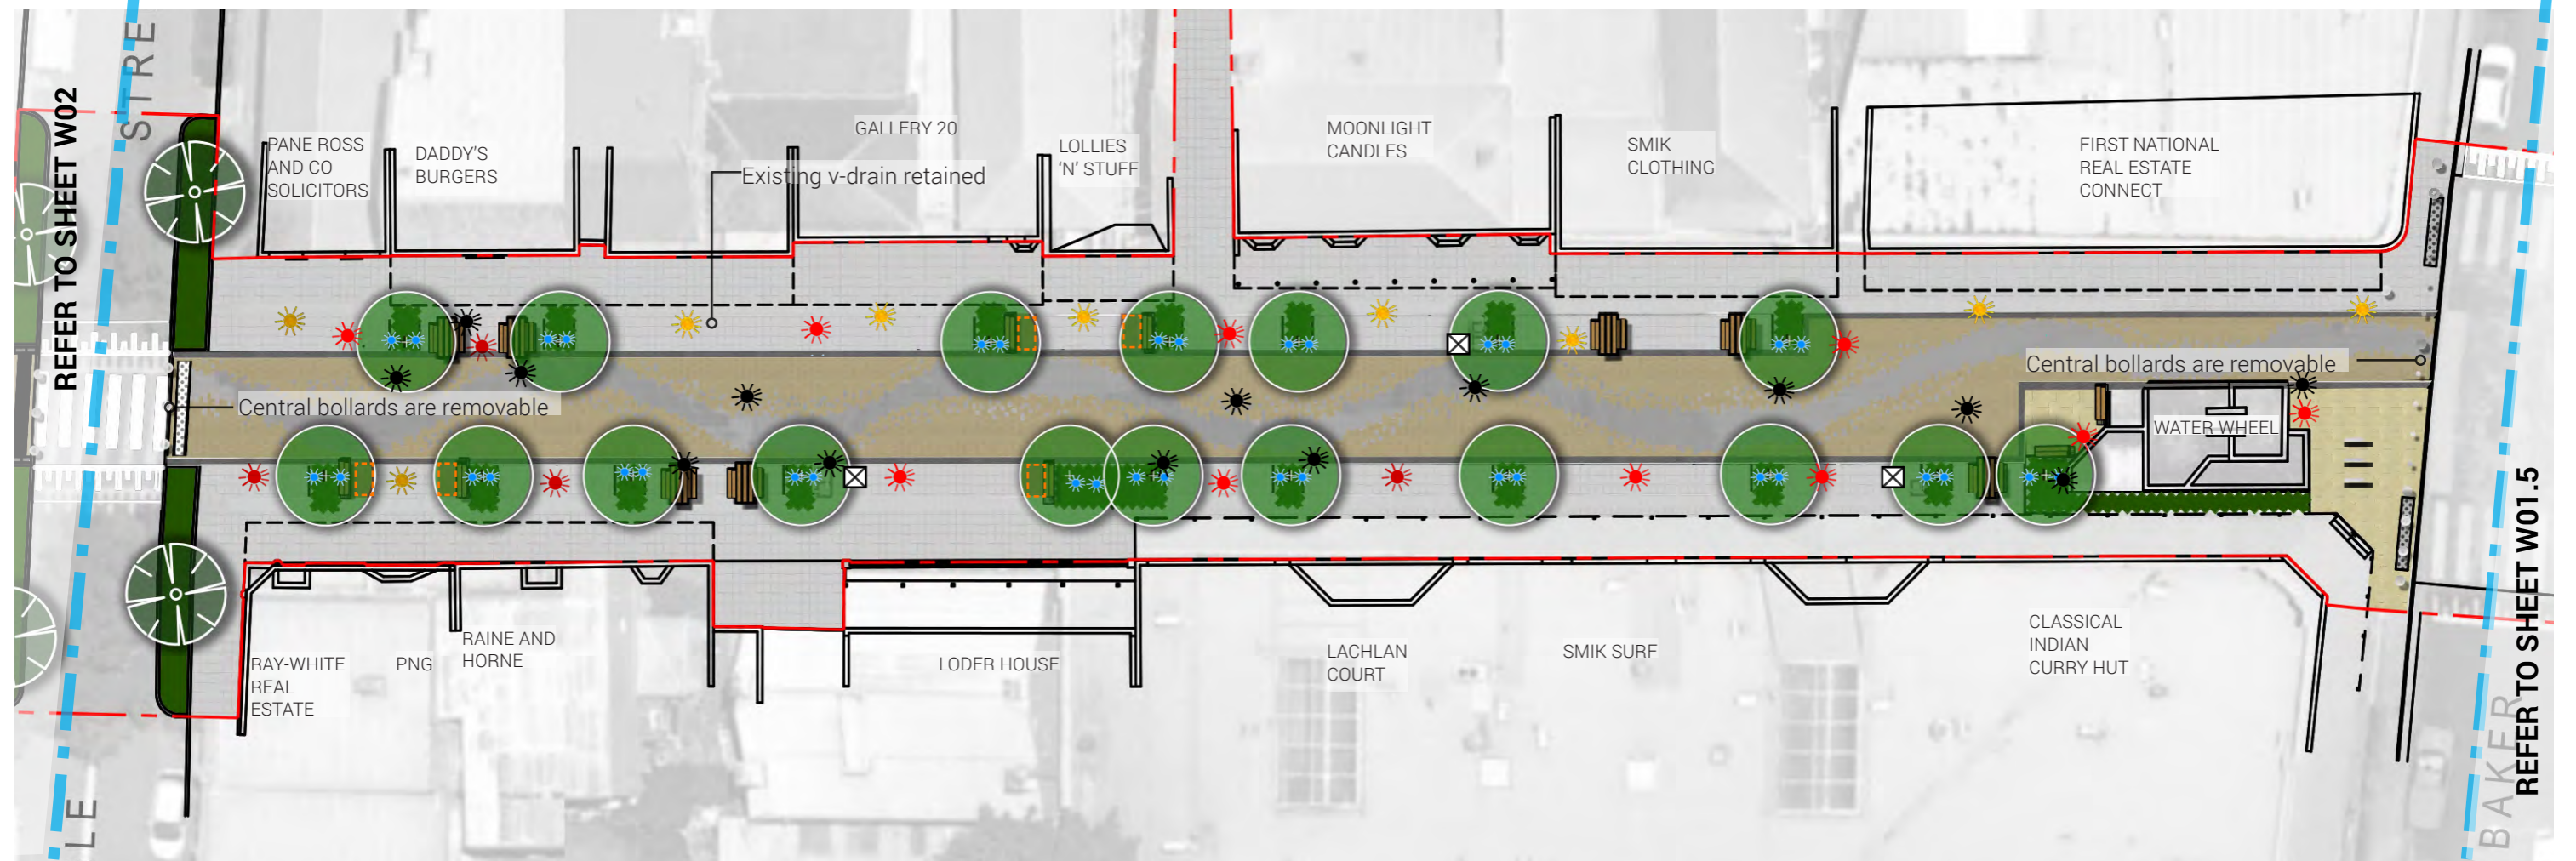 REFER TO SHEET W02
STRE
PANE ROSS
AND CO
SOLICITORS
DADDY'S
BURGERS
GALLERY 20
Existing v-drain retained
LOLLIES
'N' STUFF
MOONLIGHT
CANDLES
SMIK
CLOTHING
FIRST NATIONAL
REAL ESTATE
CONNECT
Central bollards are removable
Central bollards are removable
WATER WHEEL
RAY-WHITE
REAL
ESTATE
PNG
RAINE AND
HORNE
LODER HOUSE
LACHLAN
COURT
SMIK SURF
CLASSICAL
INDIAN
CURRY HUT
LE
BAKER
REFER TO SHEET W01.5